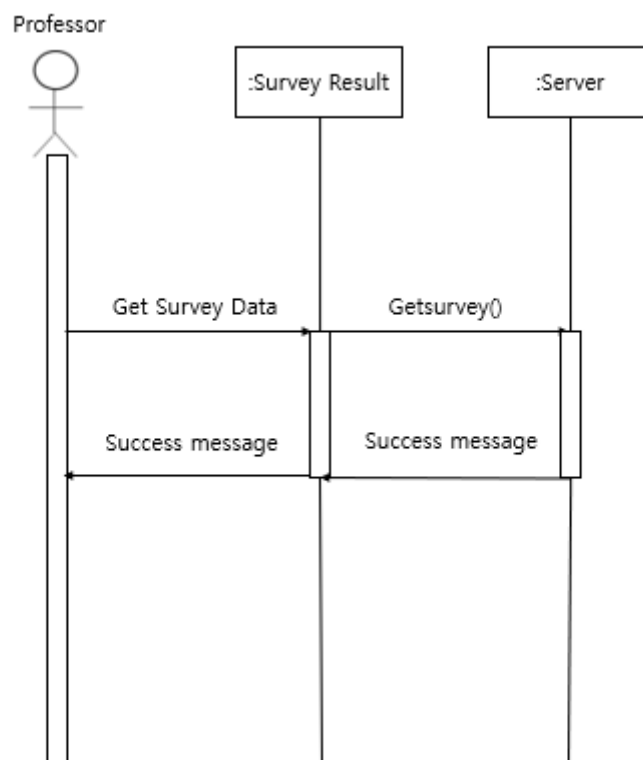 Professor
:Survey Result
:Server
Get Survey Data
Getsurvey()
Success message
Success message